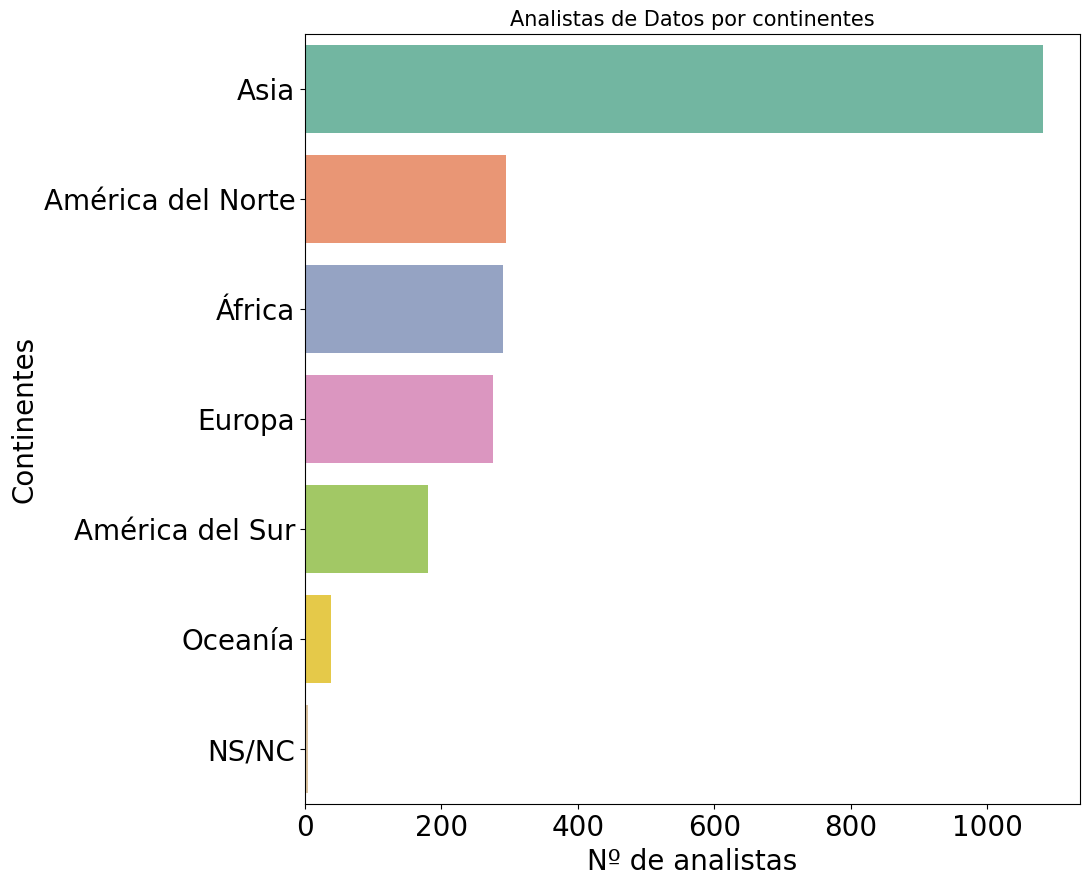 Analistas de Datos por continentes
Continentes
Asia
América del Norte
África
Europa
América del Sur
Oceanía
NS/NC
0 200 400 600 800 1000
Nº de analistas